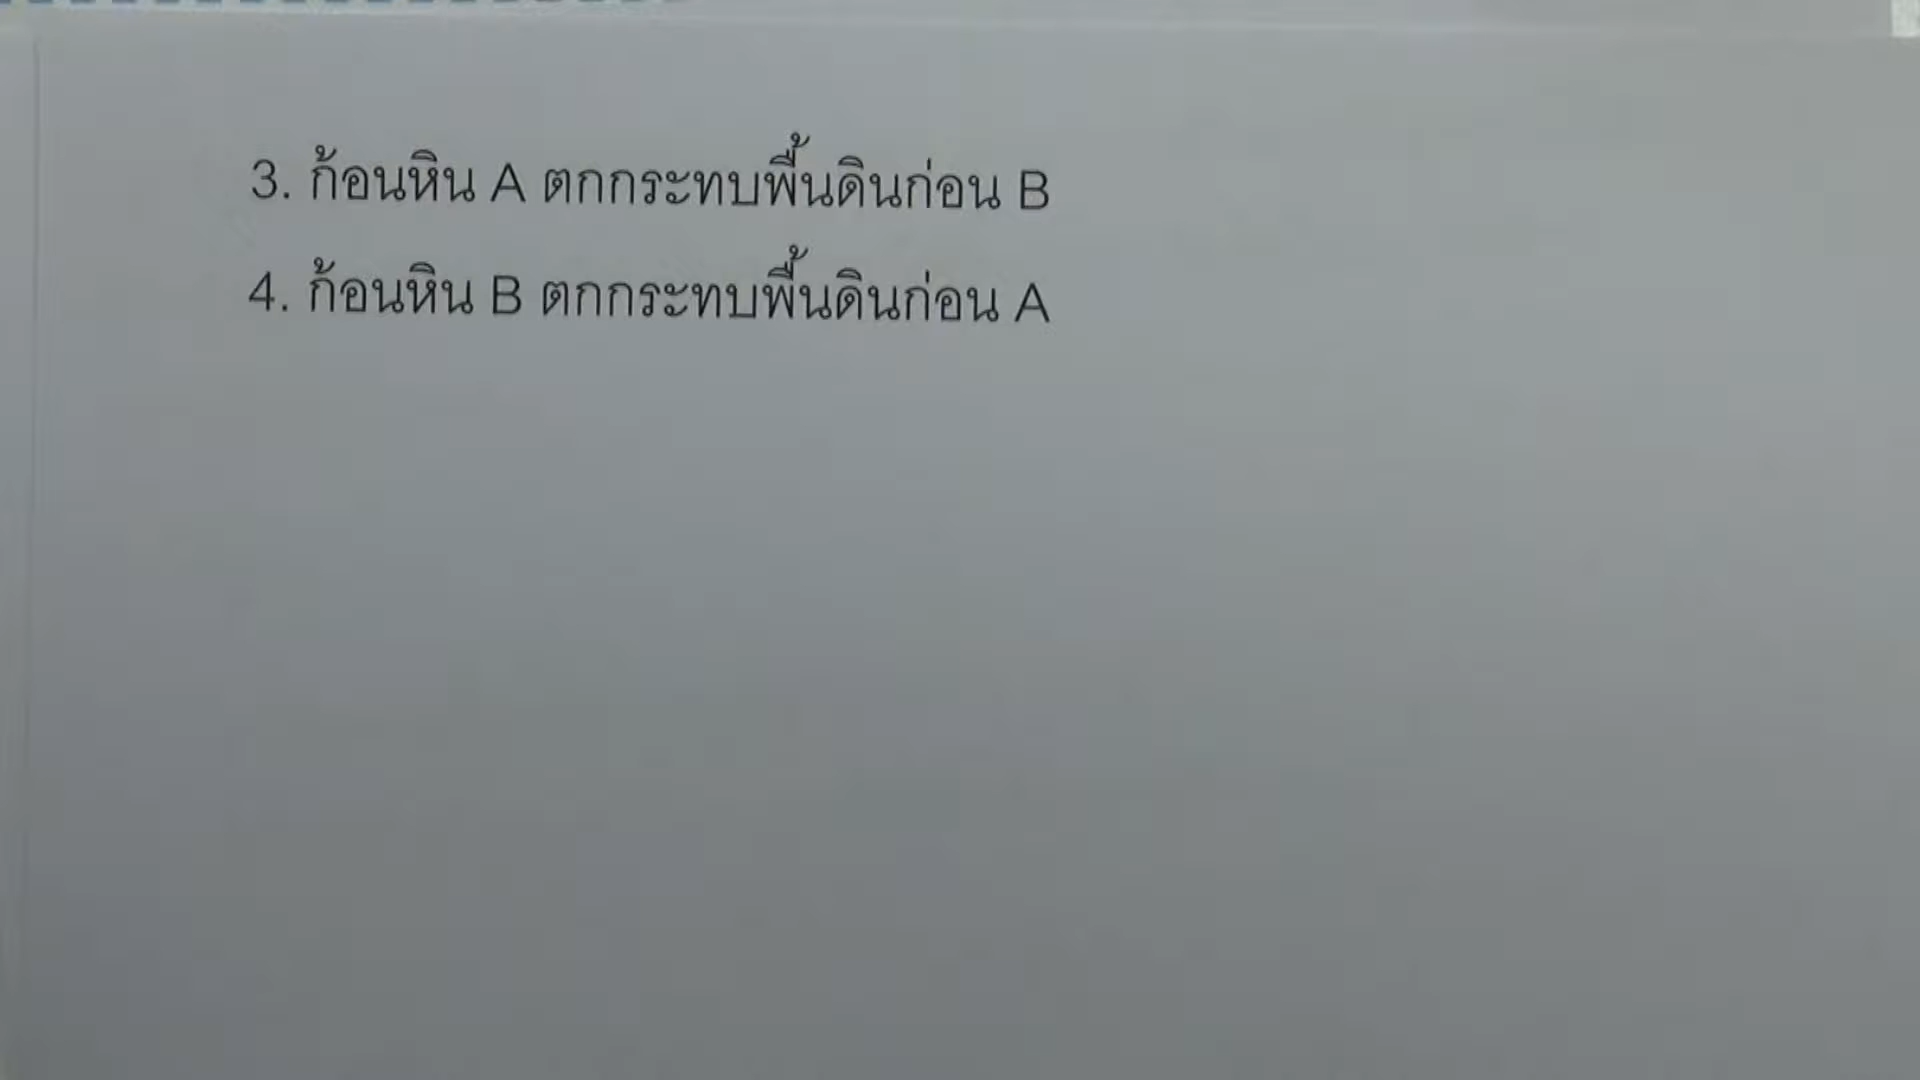 3. ก้อนหิน A ตกกระทบพื้นดินก่อน B
4. ก้อนหิน B ตกกระทบพื้นดินก่อน A